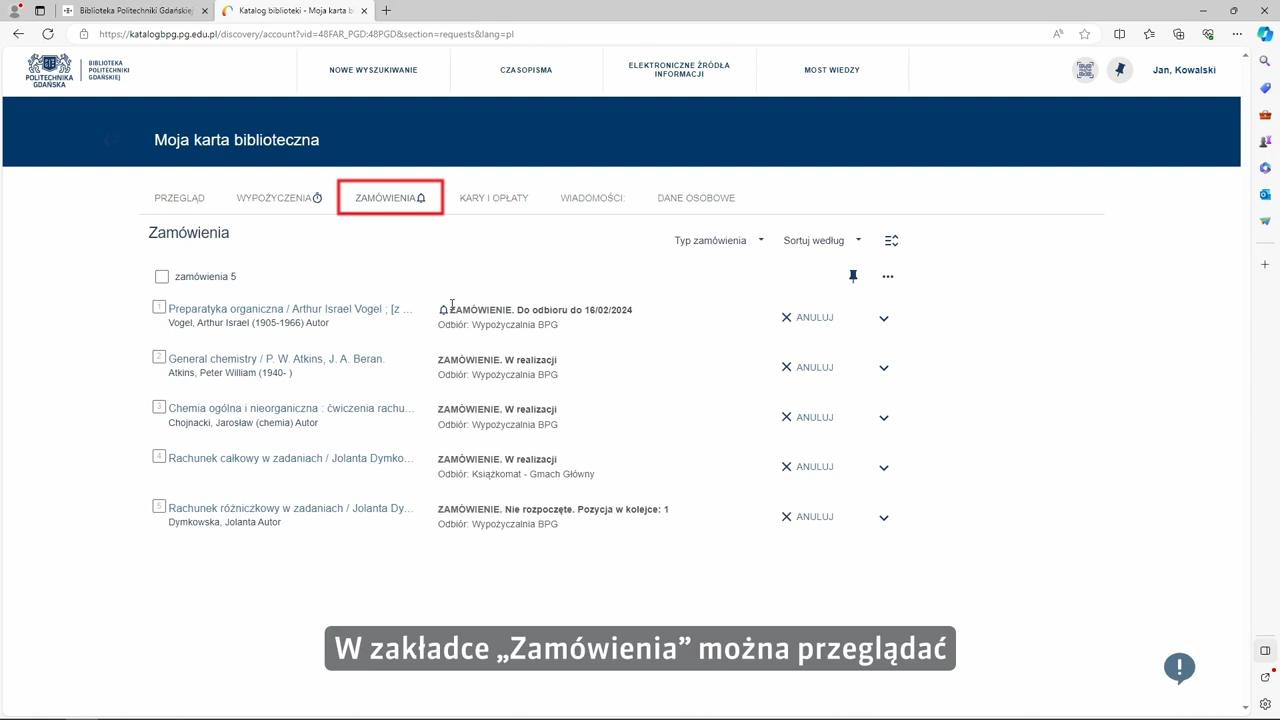 Biblioteka Politechniki Gdańskiej
Katalog biblioteki - Moja karta b
https://katalogbpg.pg.edu.pl/discovery/account?vid=48FAR_PGD:48PGD&section=requests&lang=pl
BIBLIOTEKA
POLITECHNIKI
GDAŃSKIEJ
POLITECHNIKA
GDAŃSKA
NOWE WYSZUKIWANIE
CZASOPISMA
ELEKTRONICZNE ŹRÓDŁA
INFORMACJI
MOST WIEDZY
Jan, Kowalski
Moja karta biblioteczna
PRZEGLĄD
WYPOŻYCZENIA
ZAMÓWIENIA
KARY I OPŁATY
WIADOMOŚCI:
DANE OSOBOWE
Zamówienia
Typ zamówienia
Sortuj według
zamówienia 5
1
Preparatyka organiczna / Arthur Israel Vogel ; [z ...
Vogel, Arthur Israel (1905-1966) Autor
ZAMÓWIENIE. Do odbioru do 16/02/2024
Odbiór: Wypożyczalnia BPG
ANULUJ
2
General chemistry / P. W. Atkins, J. A. Beran.
Atkins, Peter William (1940- )
ZAMÓWIENIE. W realizacji
Odbiór: Wypożyczalnia BPG
ANULUJ
3
Chemia ogólna i nieorganiczna : ćwiczenia rachu...
Chojnacki, Jarosław (chemia) Autor
ZAMÓWIENIE. W realizacji
Odbiór: Wypożyczalnia BPG
ANULUJ
4
Rachunek całkowy w zadaniach / Jolanta Dymko...
ZAMÓWIENIE. W realizacji
Odbiór: Książkomat - Gmach Główny
ANULUJ
5
Rachunek różniczkowy w zadaniach / Jolanta Dy...
Dymkowska, Jolanta Autor
ZAMÓWIENIE. Nie rozpoczęte. Pozycja w kolejce: 1
Odbiór: Wypożyczalnia BPG
ANULUJ
W zakładce „Zamówienia” można przeglądać